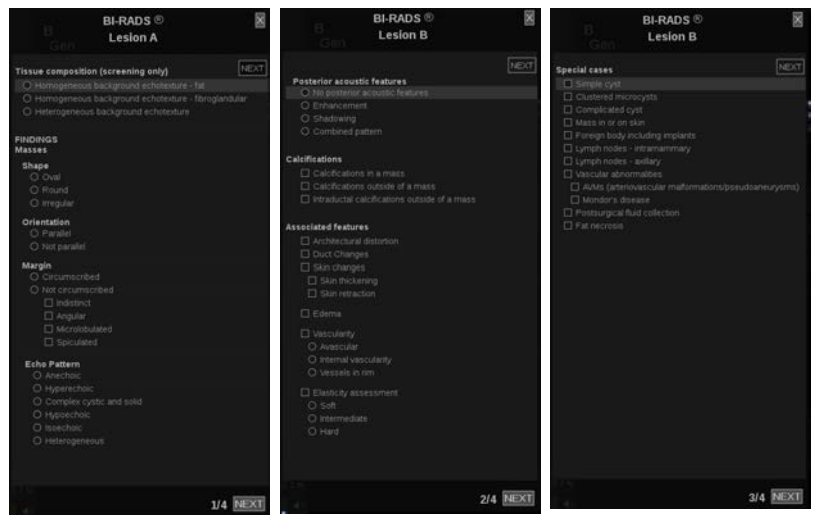 BI-RADS ®
Lesion A
X
NEXT
Tissue composition (screening only)
Homogeneous background echotexture - fat
Homogeneous background echotexture - fibroglandular
Heterogeneous background echotexture
FINDINGS
Masses
Shape
Oval
Round
Irregular
Orientation
Parallel
Not parallel
Margin
Circumscribed
Not circumscribed
Indistinct
Angular
Microlobulated
Spiculated
Echo Pattern
Anechoic
Hyperechoic
Complex cystic and solid
Hypoechoic
Isoechoic
Heterogeneous
1/4 NEXT
B
Gen
BI-RADS ®
Lesion B
X
NEXT
Posterior acoustic features
No posterior acoustic features
Enhancement
Shadowing
Combined pattern
Calcifications
Calcifications in a mass
Calcifications outside of a mass
Intraductal calcifications outside of a mass
Associated features
Architectural distortion
Duct Changes
Skin changes
Skin thickening
Skin retraction
Edema
Vascularity
Avascular
Internal vascularity
Vessels in rim
Elasticity assessment
Soft
Intermediate
Hard
2/4 NEXT
B
Gen
BI-RADS ®
Lesion B
X
NEXT
Special cases
Simple cyst
Clustered microcysts
Complicated cyst
Mass in or on skin
Foreign body including implants
Lymph nodes - intramammary
Lymph nodes - axillary
Vascular abnormalities
AVMs (arteriovascular malformations/pseudoaneurysms)
Mondor's disease
Postsurgical fluid collection
Fat necrosis
3/4 NEXT
B
Gen